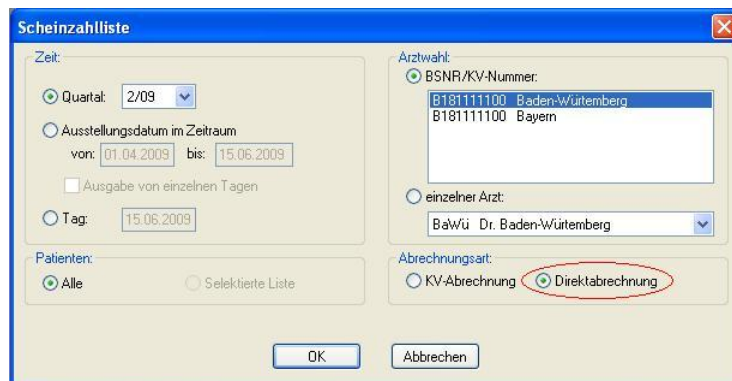 Scheinzahlliste
Zeit:
Quartal: 2/09
Ausstellungsdatum im Zeitraum
von: 01.04.2009 bis: 15.06.2009
Ausgabe von einzelnen Tagen
Tag: 15.06.2009
Patienten:
Alle Selektierte Liste
Arztwahl:
BSNR/KV-Nummer:
B181111100 Baden-Würtemberg
B181111100 Bayern
einzelner Arzt:
BaWü Dr. Baden-Würtemberg
Abrechnungsart:
KV-Abrechnung Direktabrechnung
OK Abbrechen